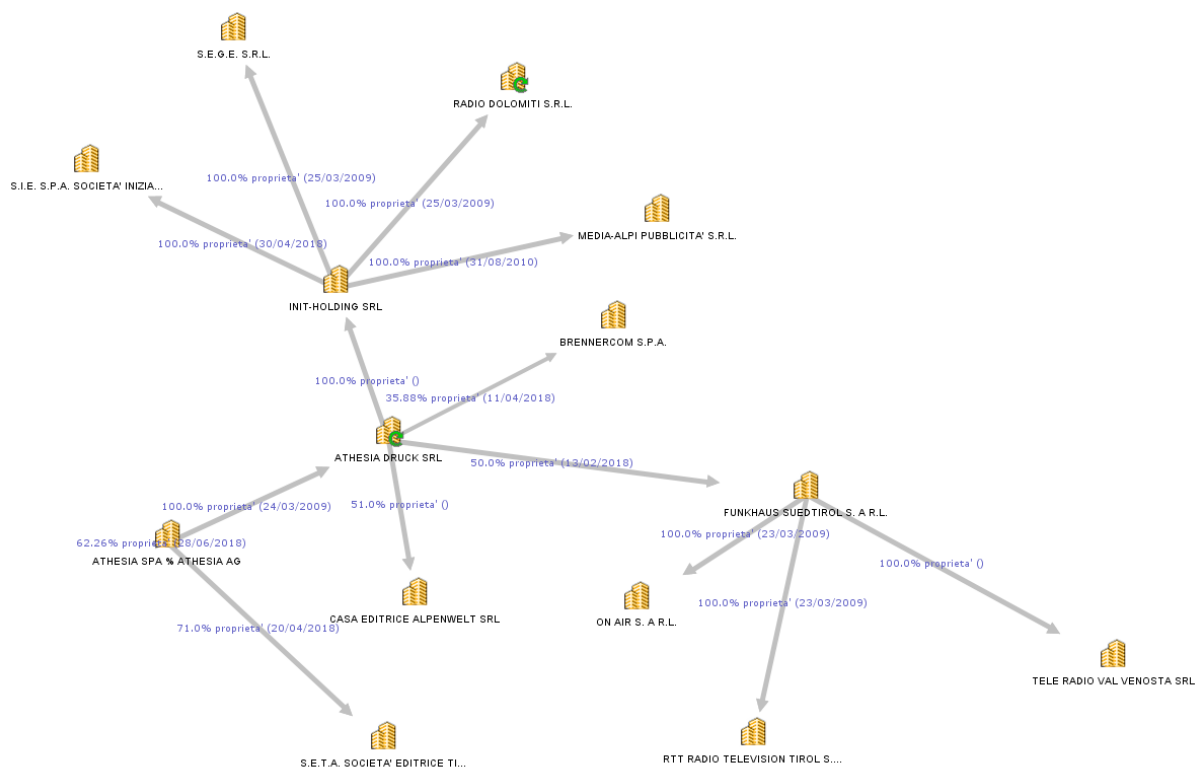 S.E.G.E. S.R.L.
RADIO DOLOMITI S.R.L.
S.I.E. S.P.A. SOCIETA' INIZIA...
100.0% proprieta' (25/03/2009)
100.0% proprieta' (25/03/2009)
MEDIA-ALPI PUBBLICITA' S.R.L.
100.0% proprieta' (30/04/2018)
100.0% proprieta' (31/08/2010)
INIT-HOLDING SRL
BRENNERCOM S.P.A.
100.0% proprieta' ()
35.88% proprieta' (11/04/2018)
ATHESIA DRUCK SRL
50.0% proprieta' (13/02/2018)
100.0% proprieta' (24/03/2009)
51.0% proprieta' ()
FUNKHAUS SUEDTIROL S. A R.L.
100.0% proprieta' (23/03/2009)
62.26% proprieta' (28/06/2018)
ATHESIA SPA % ATHESIA AG
100.0% proprieta' ()
100.0% proprieta' (23/03/2009)
CASA EDITRICE ALPENWELT SRL
ON AIR S. A R.L.
71.0% proprieta' (20/04/2018)
TELE RADIO VAL VENOSTA SRL
S.E.T.A. SOCIETA' EDITRICE TI...
RTT RADIO TELEVISION TIROL S....